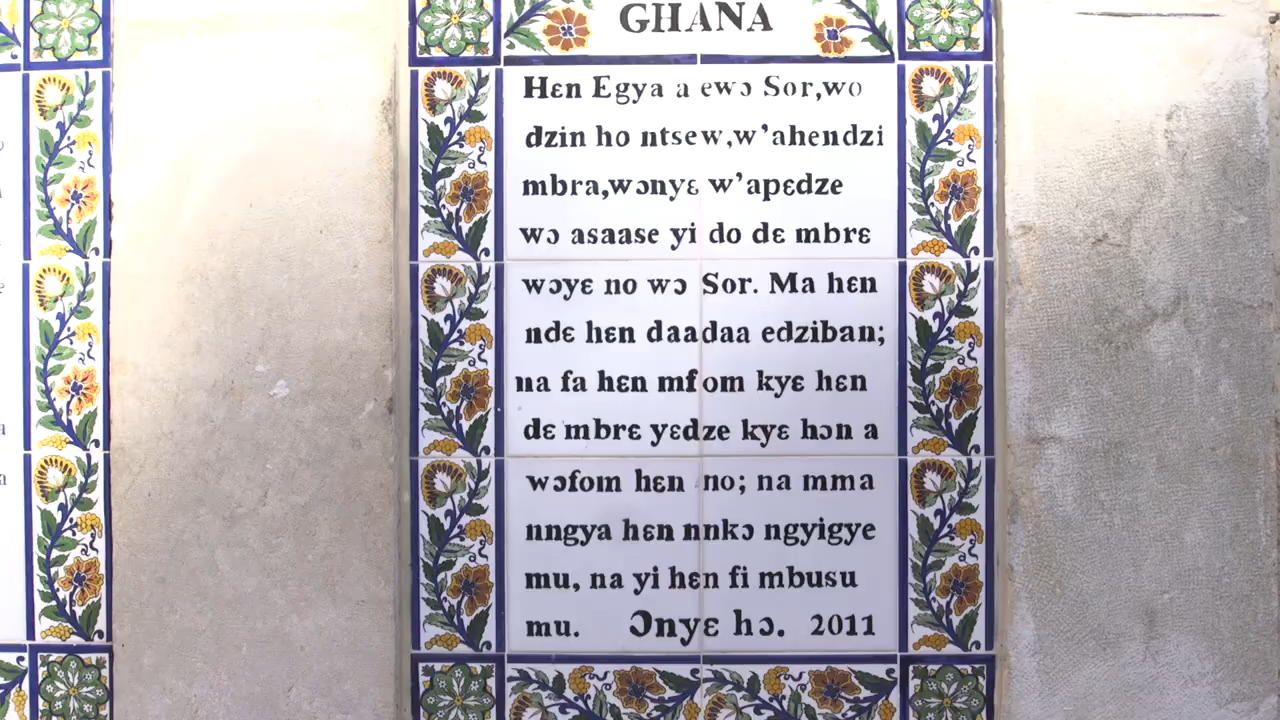 GHANA
Hɛn Egya a ewɔ Sor,wo
dzin ho ntsew,w’ahendzi
mbra,wɔnyɛ w’apɛdze
wɔ asaase yi do dɛ mbrɛ
wɔyɛ no wɔ Sor. Ma hɛn
ndɛ hɛn daadaa edziban;
na fa hɛn mfom kyɛ hɛn
dɛ mbrɛ yɛdze kyɛ hɔn a
wɔfom hɛn no; na mma
nngya hɛn nnkɔ ngyigye
mu, na yi hɛn fi mbusu
mu. Ɔnyɛ hɔ. 2011